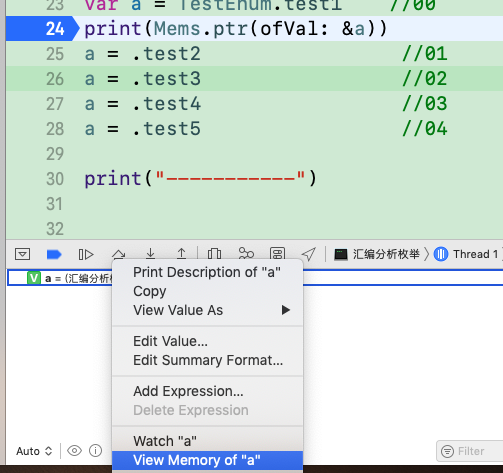 23 var a = TestEnum.test1 //00
24 print(Mems.ptr(ofVal: &a))
25 a = .test2 //01
26 a = .test3 //02
27 a = .test4 //03
28 a = .test5 //04
29
30 print("-----------")
31
32
汇编分析枚举 〉 Thread 1
V a = (汇编分析
Print Description of "a"
Copy
View Value As
Edit Value...
Edit Summary Format...
Add Expression...
Delete Expression
Watch "a"
View Memory of "a"
Auto
Filter